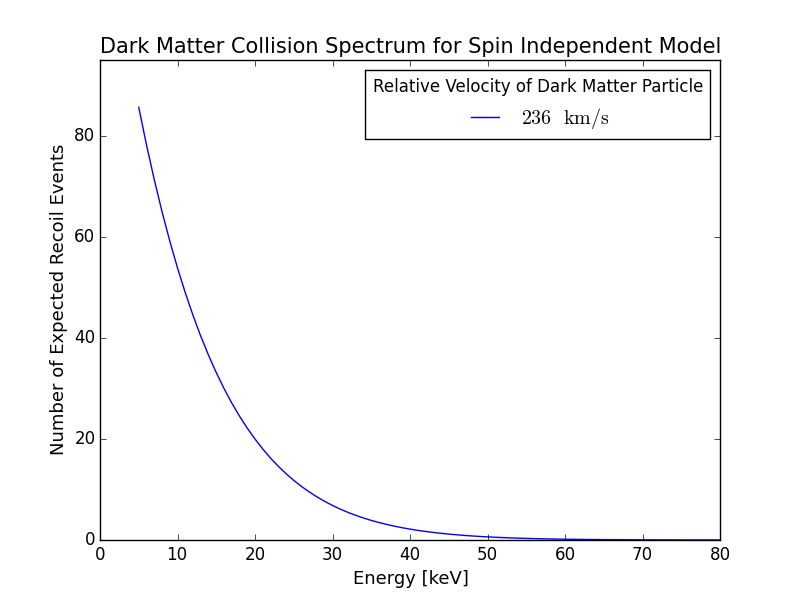 Dark Matter Collision Spectrum for Spin Independent Model
Relative Velocity of Dark Matter Particle
236 km/s
Number of Expected Recoil Events
80
60
40
20
0
0 10 20 30 40 50 60 70 80
Energy [keV]